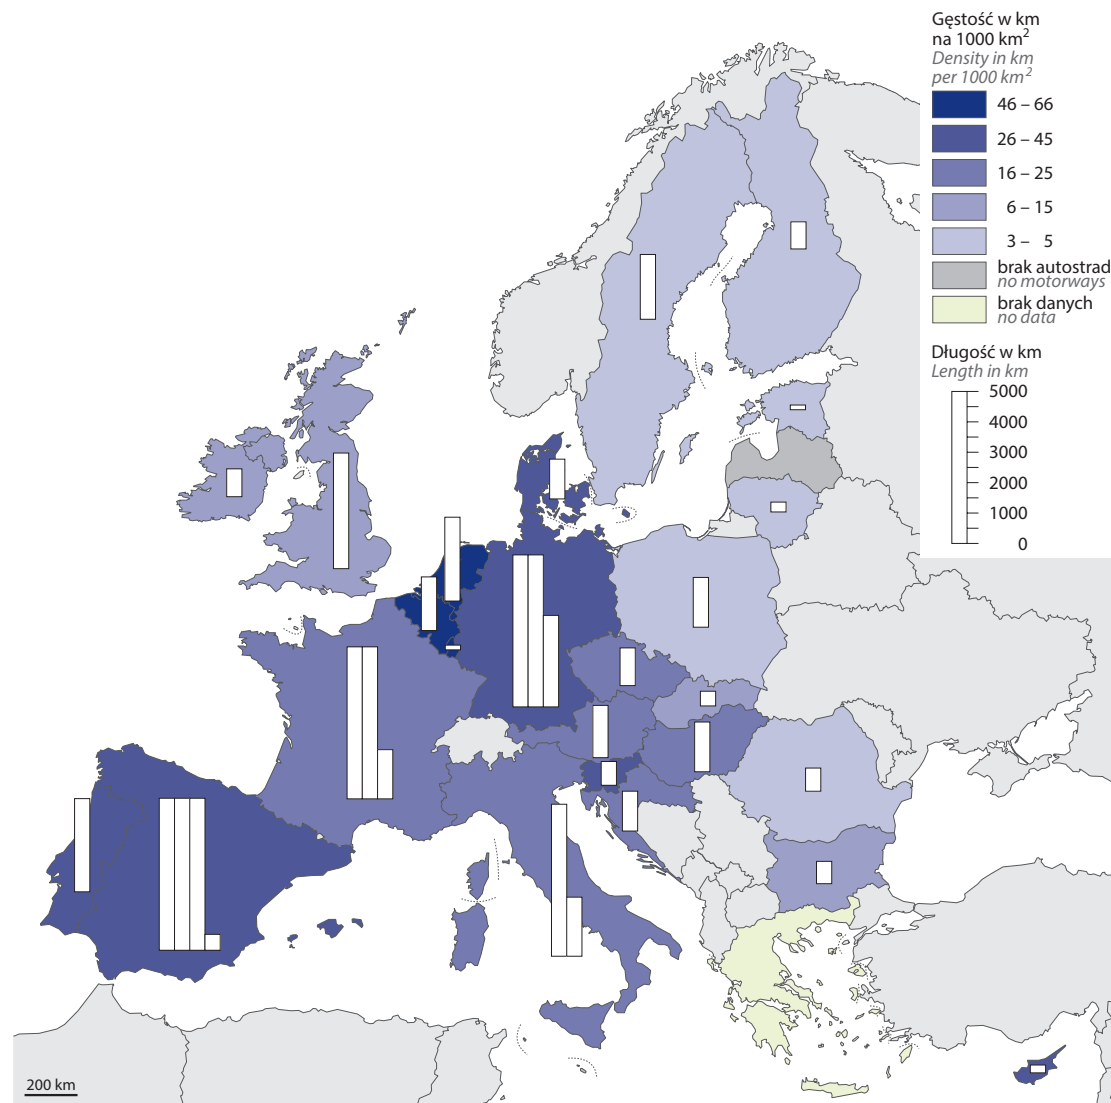 Gęstość w km
na 1000 km²
Density in km
per 1000 km²
46 – 66
26 – 45
16 – 25
6 – 15
3 – 5
brak autostrad
no motorways
brak danych
no data
Długość w km
Length in km
5000
4000
3000
2000
1000
0
200 km